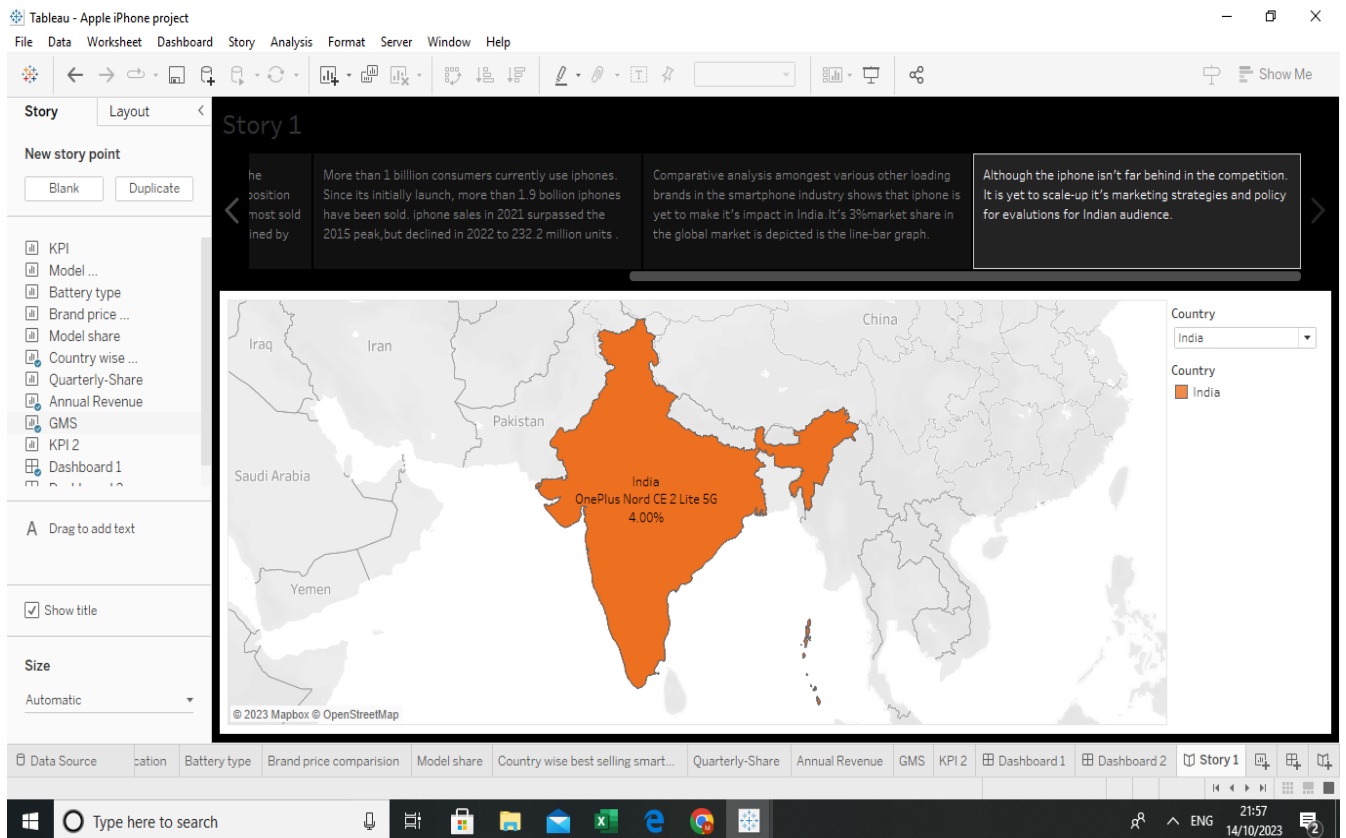 Tableau - Apple iPhone project
File Data Worksheet Dashboard Story Analysis Format Server Window Help
Show Me
Story Layout
Story 1
New story point
Blank Duplicate
he
osition
most sold
ined by
More than 1 billlion consumers currently use iphones.
Since its initially launch, more than 1.9 bollion iphones
have been sold. iphone sales in 2021 surpassed the
2015 peak,but declined in 2022 to 232.2 million units .
Comparative analysis amongest various other loading
brands in the smartphone industry shows that iphone is
yet to make it's impact in India.It's 3%market share in
the global market is depicted is the line-bar graph.
Although the iphone isn't far behind in the competition.
It is yet to scale-up it's marketing strategies and policy
for evalutions for Indian audience.
KPI
Model ...
Battery type
Brand price ...
Model share
Country wise ...
Quarterly-Share
Annual Revenue
GMS
KPI 2
Dashboard 1
A Drag to add text
Show title
Size
Automatic
China
Iraq
Iran
Pakistan
Saudi Arabia
Yemen
India
OnePlus Nord CE 2 Lite 5G
4.00%
© 2023 Mapbox © OpenStreetMap
Country
India
Country
India
Data Source cation Battery type Brand price comparision Model share Country wise best selling smart... Quarterly-Share Annual Revenue GMS KPI 2 Dashboard 1 Dashboard 2 Story 1
Type here to search
ENG
21:57
14/10/2023
2